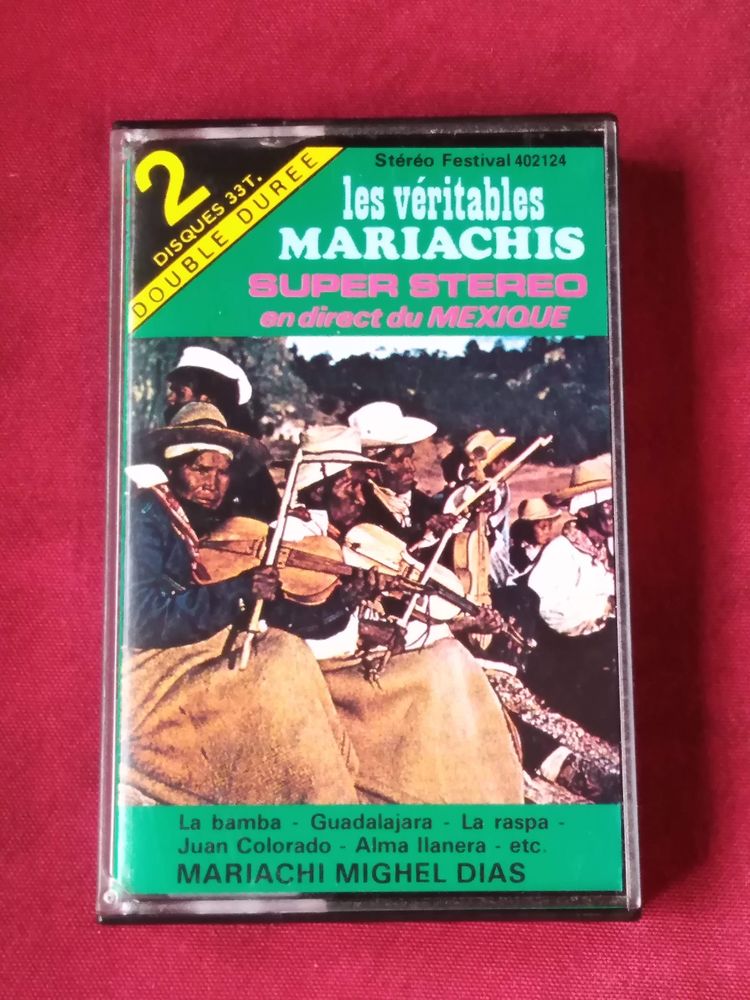 2
DISQUES 33T.
DOUBLE DUREE
Stéréo Festival 402124
les véritables
MARIACHIS
SUPER STEREO
en direct du MEXIQUE
La bamba - Guadalajara - La raspa -
Juan Colorado - Alma llanera - etc.
MARIACHI MIGHEL DIAS